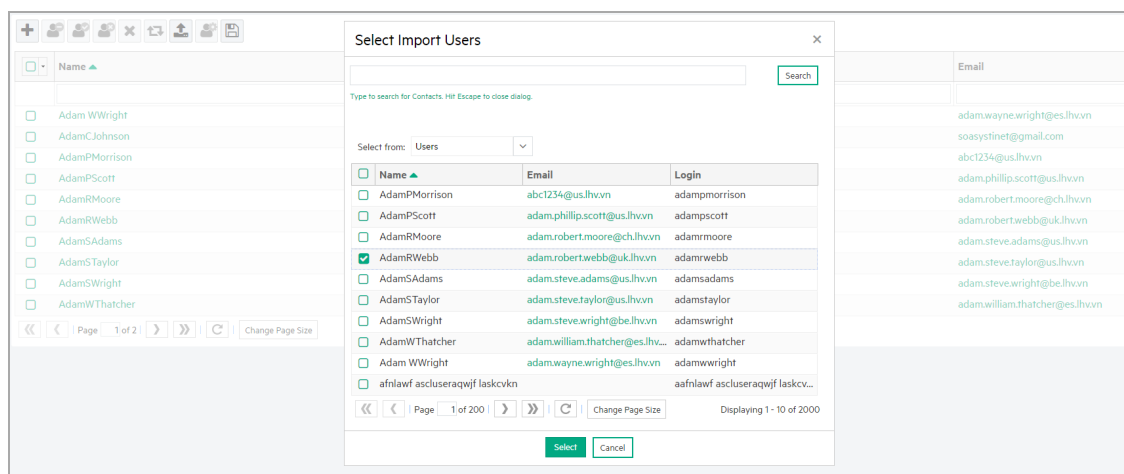 Select Import Users
Search
Type to search for Contacts. Hit Escape to close dialog.
Select from: Users
Name Email Login
AdamPMorrison abc1234@us.lhv.vn adampmorrison
AdamPScott adam.phillip.scott@us.lhv.vn adampscott
AdamRMoore adam.robert.moore@ch.lhv.vn adamrmoore
AdamRWebb adam.robert.webb@uk.lhv.vn adamrwebb
AdamSAdams adam.steve.adams@us.lhv.vn adamsadams
AdamSTaylor adam.steve.taylor@us.lhv.vn adamstaylor
AdamSWright adam.steve.wright@be.lhv.vn adamswright
AdamWThatcher adam.william.thatcher@es.lhv.... adamwthatcher
Adam WWright adam.wayne.wright@es.lhv.vn adamwwright
afnlawf ascluseraqwjf laskcvkn aafnlawf ascluseraqwjf laskcv...
Page 1 of 200 Change Page Size Displaying 1 - 10 of 2000
Select Cancel
Name Email
Adam WWright adam.wayne.wright@es.lhv.vn
AdamCJohnson soasystinet@gmail.com
AdamPMorrison abc1234@us.lhv.vn
AdamPScott adam.phillip.scott@us.lhv.vn
AdamRMoore adam.robert.moore@ch.lhv.vn
AdamRWebb adam.robert.webb@uk.lhv.vn
AdamSAdams adam.steve.adams@us.lhv.vn
AdamSTaylor adam.steve.taylor@us.lhv.vn
AdamSWright adam.steve.wright@be.lhv.vn
AdamWThatcher adam.william.thatcher@es.lhv.vn
Page 1 of 2 Change Page Size